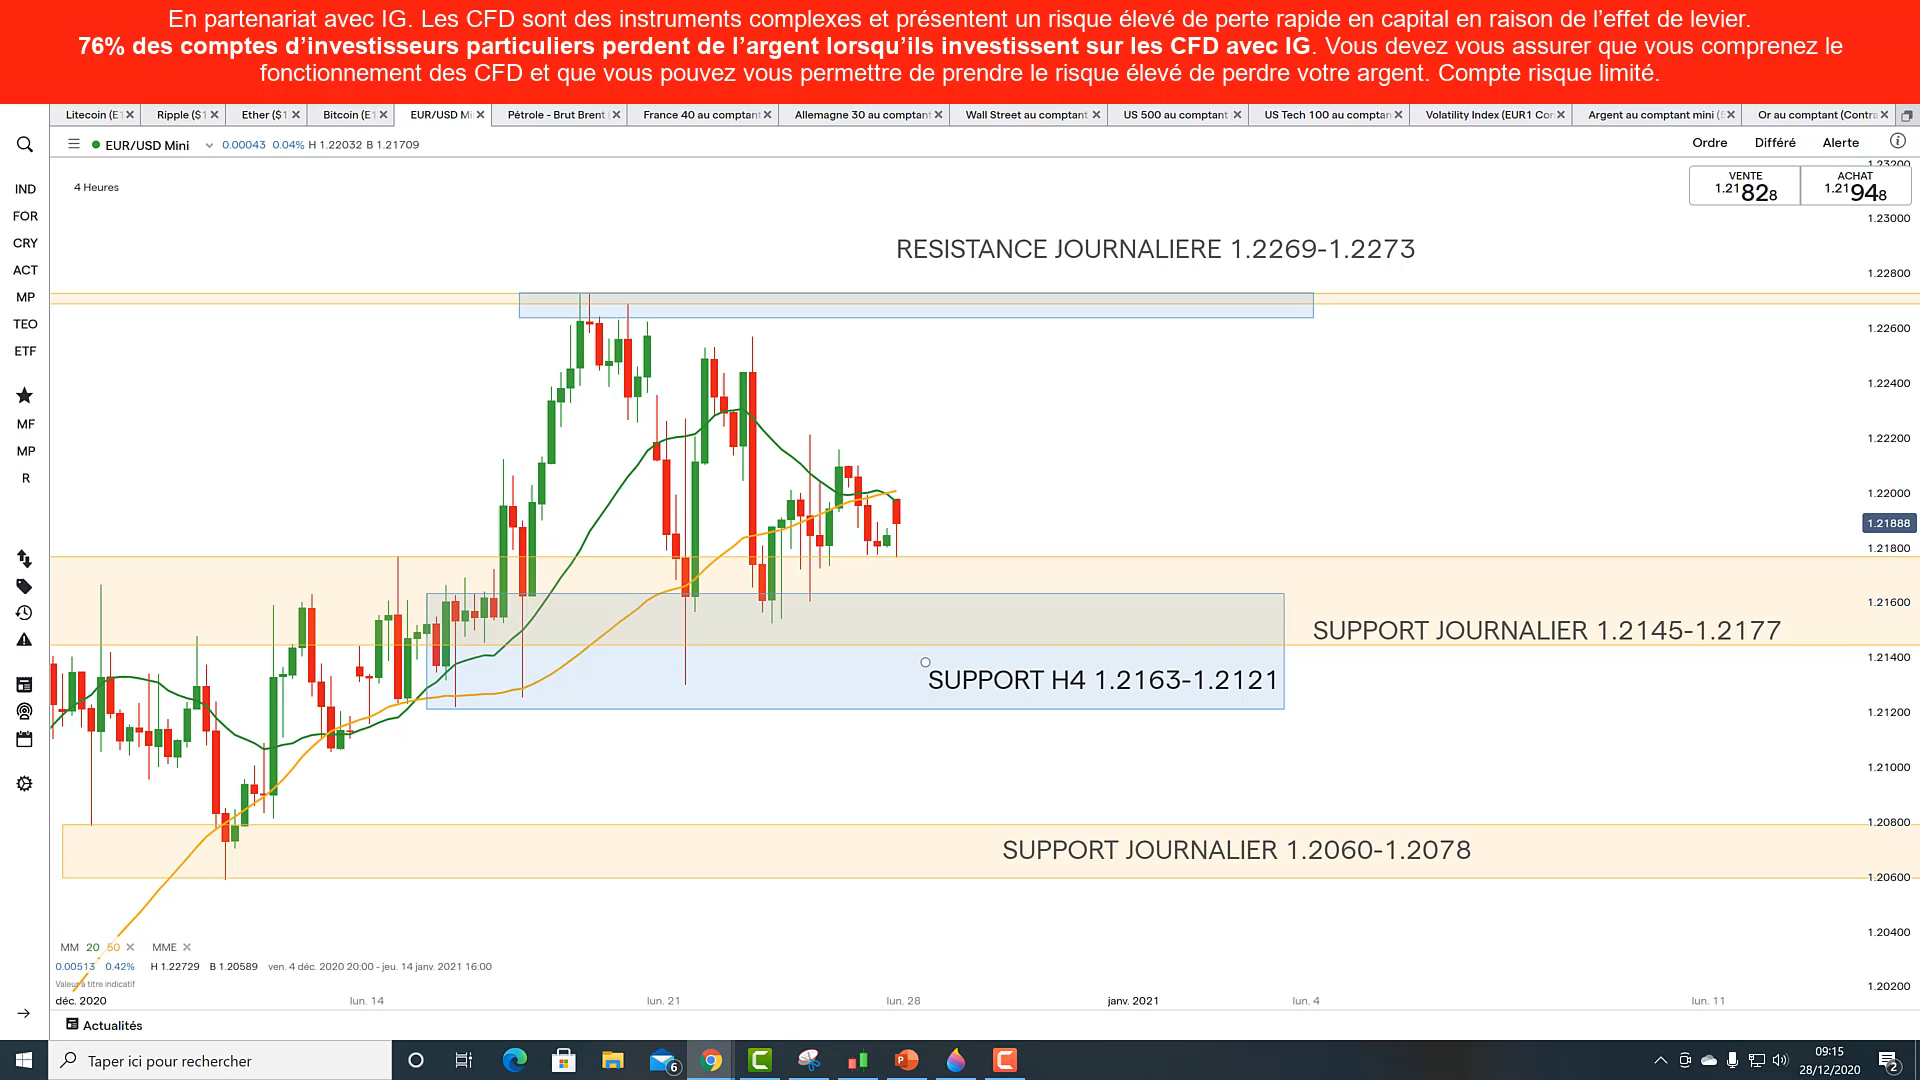 En partenariat avec IG. Les CFD sont des instruments complexes et présentent un risque élevé de perte rapide en capital en raison de l’effet de levier.
76% des comptes d’investisseurs particuliers perdent de l’argent lorsqu’ils investissent sur les CFD avec IG. Vous devez vous assurer que vous comprenez le
fonctionnement des CFD et que vous pouvez vous permettre de prendre le risque élevé de perdre votre argent. Compte risque limité.
Litecoin (E1 Ripple ($1 Ether ($1 Bitcoin (E1 EUR/USD Mi Pétrole - Brut Brent France 40 au comptant Allemagne 30 au comptant Wall Street au comptant US 500 au comptant US Tech 100 au comptan Volatility Index (EUR1 Cor Argent au comptant mini ( Or au comptant (Contra
EUR/USD Mini 0.00043 0.04% H 1.22032 B 1.21709 Ordre Différé Alerte
4 Heures
VENTE ACHAT
1.21828 1.21948
IND
FOR
CRY
ACT
MP
TEO
ETF
MF
MP
R
RESISTANCE JOURNALIERE 1.2269-1.2273
SUPPORT JOURNALIER 1.2145-1.2177
SUPPORT H4 1.2163-1.2121
SUPPORT JOURNALIER 1.2060-1.2078
1.23200
1.23000
1.22800
1.22600
1.22400
1.22200
1.22000
1.21888
1.21800
1.21600
1.21400
1.21200
1.21000
1.20800
1.20600
1.20400
1.20200
MM 20 50 MME
0.00513 0.42% H 1.22729 B 1.20589 ven. 4 déc. 2020 20:00 - jeu. 14 janv. 2021 16:00
Valeur à titre indicatif
déc. 2020 lun. 14 lun. 21 lun. 28 janv. 2021 lun. 4 lun. 11
Actualités
Taper ici pour rechercher
6
09:15
28/12/2020
2